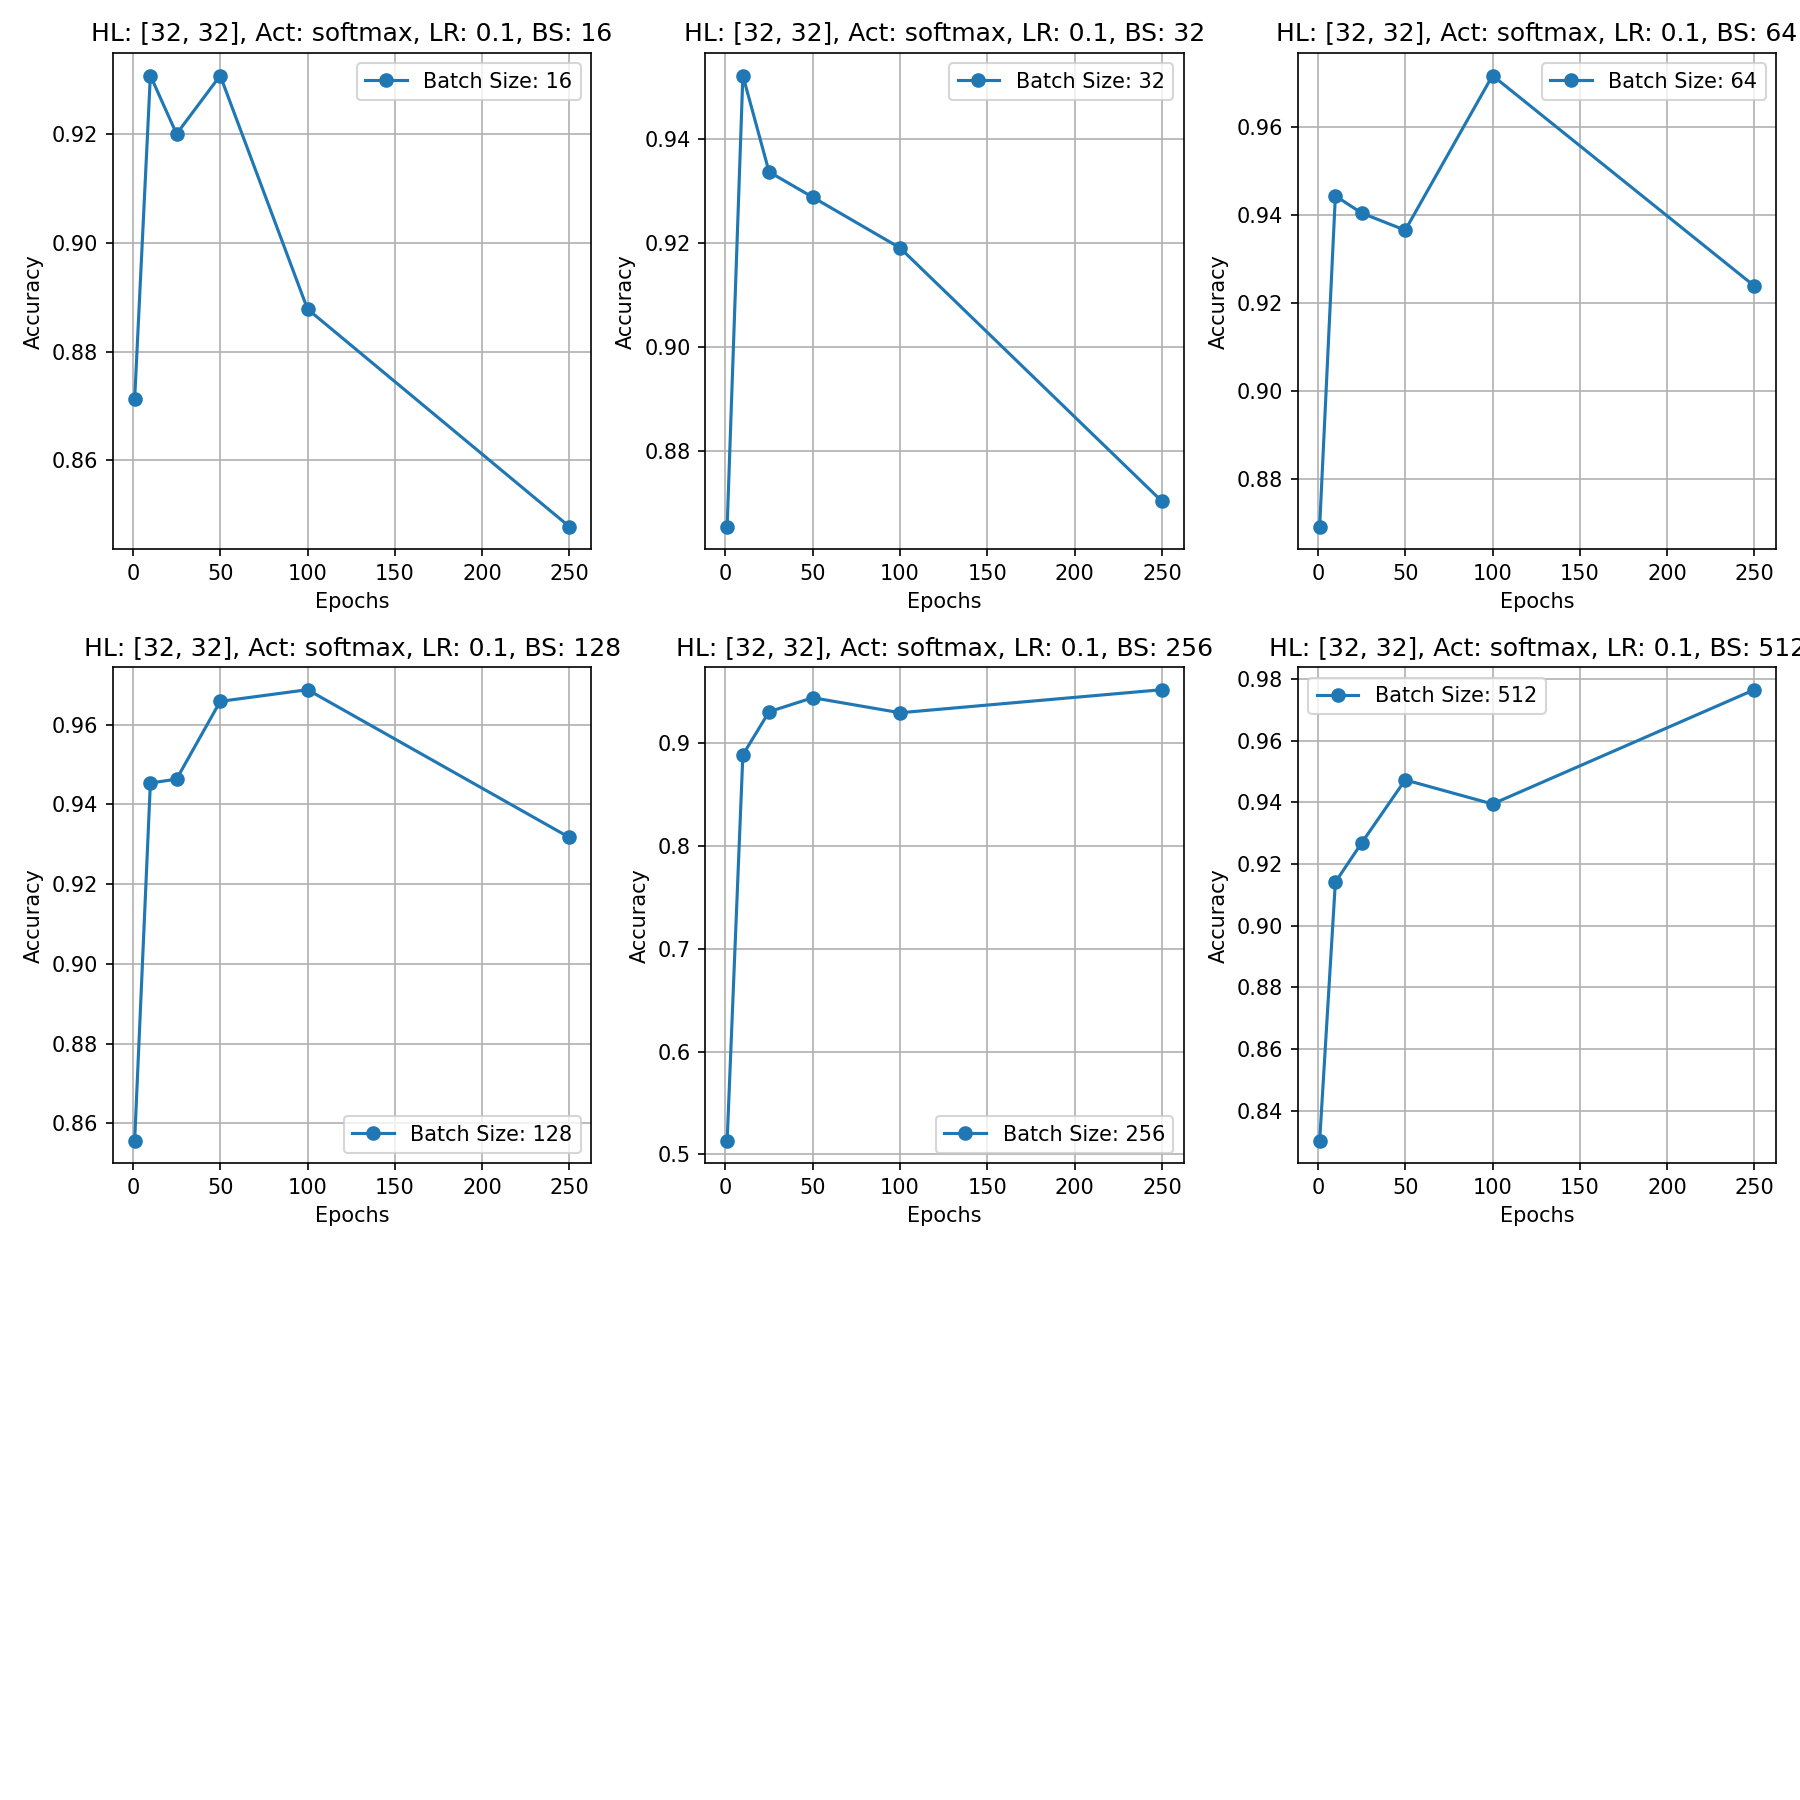 HL: [32, 32], Act: softmax, LR: 0.1, BS: 16
Batch Size: 16
0.92
0.90
0.88
0.86
Accuracy
0 50 100 150 200 250
Epochs
HL: [32, 32], Act: softmax, LR: 0.1, BS: 32
Batch Size: 32
0.94
0.92
0.90
0.88
Accuracy
0 50 100 150 200 250
Epochs
HL: [32, 32], Act: softmax, LR: 0.1, BS: 64
Batch Size: 64
0.96
0.94
0.92
0.90
0.88
Accuracy
0 50 100 150 200 250
Epochs
HL: [32, 32], Act: softmax, LR: 0.1, BS: 128
0.96
0.94
0.92
0.90
0.88
0.86
Accuracy
Batch Size: 128
0 50 100 150 200 250
Epochs
HL: [32, 32], Act: softmax, LR: 0.1, BS: 256
0.9
0.8
0.7
0.6
0.5
Accuracy
Batch Size: 256
0 50 100 150 200 250
Epochs
HL: [32, 32], Act: softmax, LR: 0.1, BS: 512
Batch Size: 512
0.98
0.96
0.94
0.92
0.90
0.88
0.86
0.84
Accuracy
0 50 100 150 200 250
Epochs